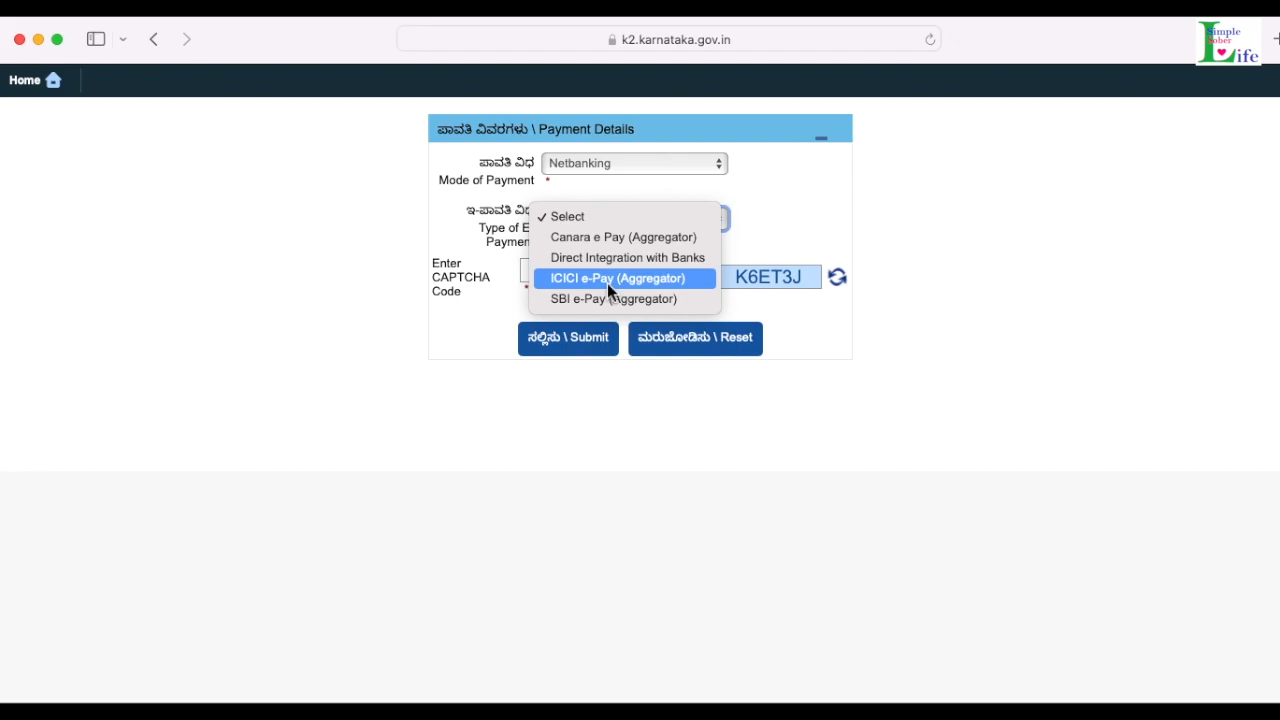 k2.karnataka.gov.in
Simple
Sober
Life
Home
ಪಾವತಿ ವಿವರಗಳು \ Payment Details
ಪಾವತಿ ವಿಧ
Netbanking
Mode of Payment *
ಇ-ಪಾವತಿ
Type of E
Payment
✓ Select
Canara e Pay (Aggregator)
Direct Integration with Banks
ICICI e-Pay (Aggregator)
SBI e-Pay (Aggregator)
Enter
CAPTCHA
Code
*
K6ET3J
ಸಲ್ಲಿಸು \ Submit
ಮರುಜೋಡಿಸು \ Reset